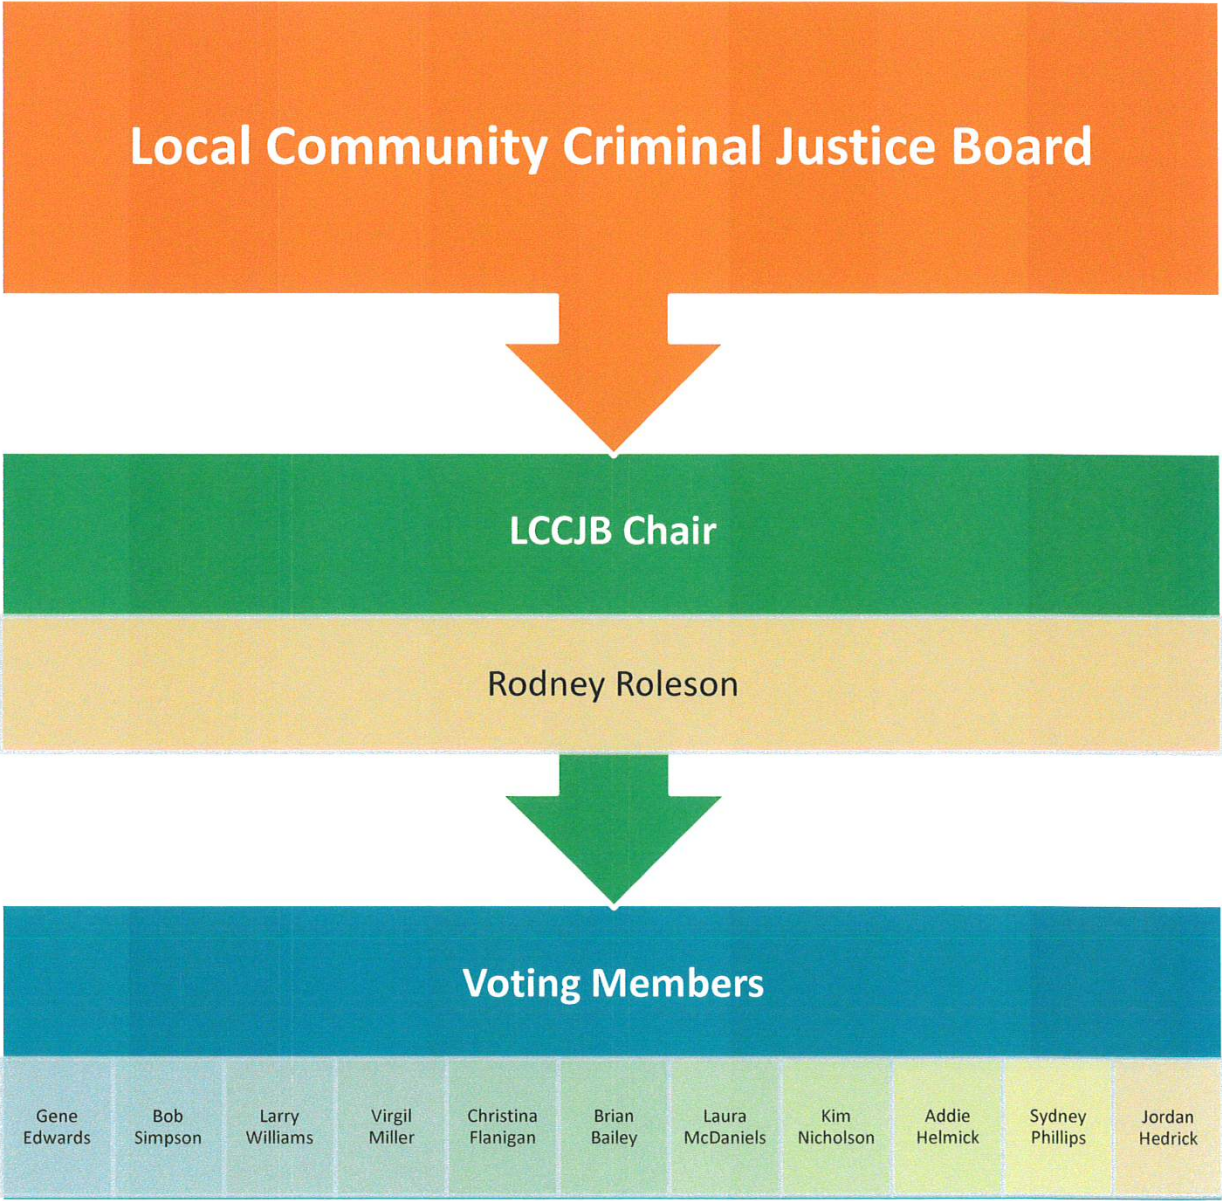 Local Community Criminal Justice Board
LCCJB Chair
Rodney Roleson
Voting Members
Gene
Edwards
Bob
Simpson
Larry
Williams
Virgil
Miller
Christina
Flanigan
Brian
Bailey
Laura
McDaniels
Kim
Nicholson
Addie
Helmick
Sydney
Phillips
Jordan
Hedrick